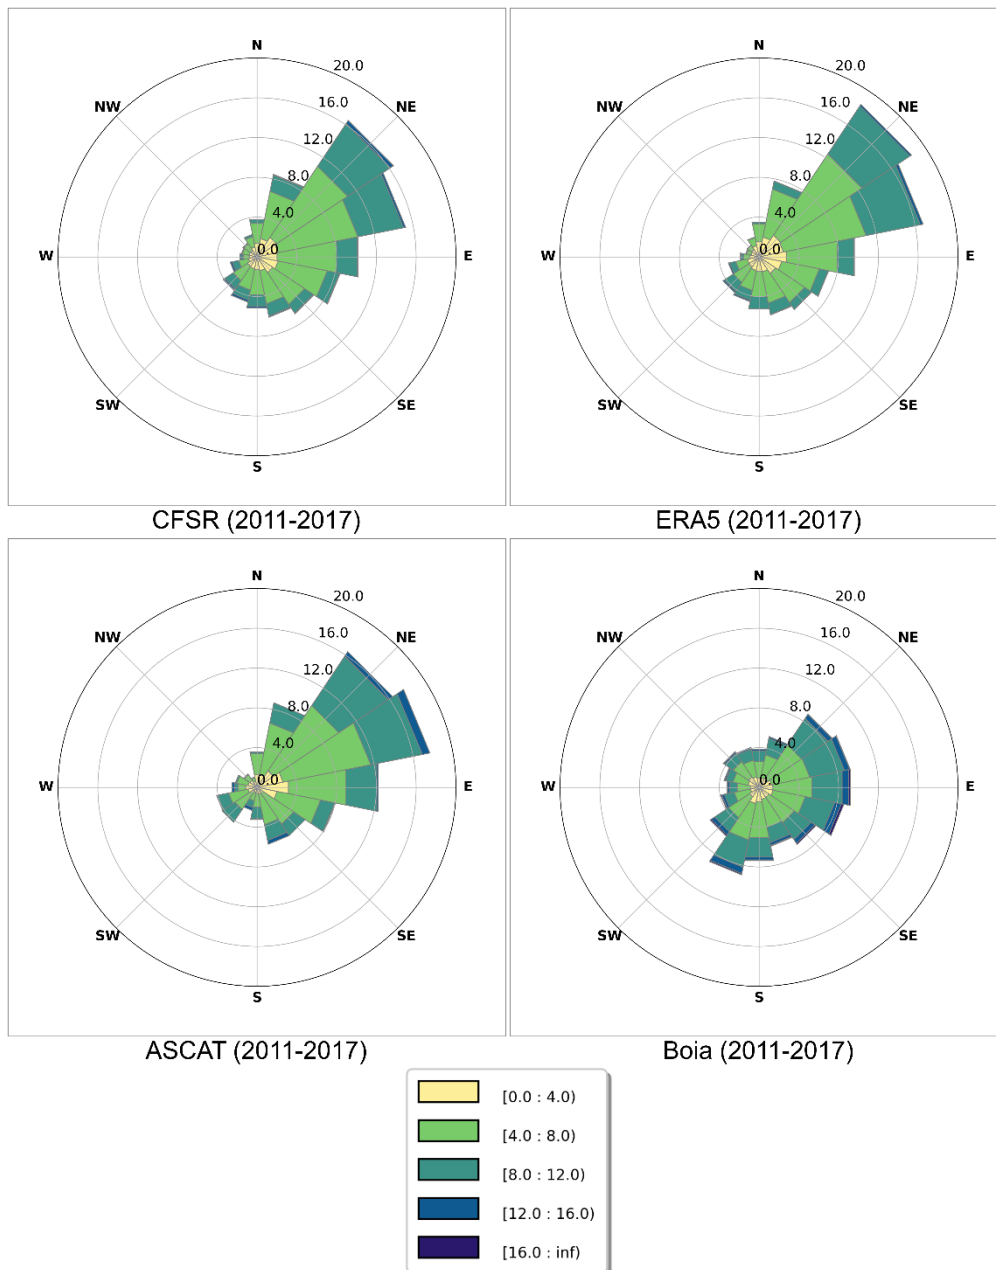 N
20.0
NW
NE
16.0
12.0
8.0
4.0
0.0
W
E
SW
SE
S
CFSR (2011-2017)
N
20.0
NW
NE
16.0
12.0
8.0
4.0
0.0
W
E
SW
SE
S
ERA5 (2011-2017)
N
20.0
NW
NE
16.0
12.0
8.0
4.0
0.0
W
E
SW
SE
S
ASCAT (2011-2017)
N
20.0
NW
NE
16.0
12.0
8.0
4.0
0.0
W
E
SW
SE
S
Boia (2011-2017)
[0.0 : 4.0)
[4.0 : 8.0)
[8.0 : 12.0)
[12.0 : 16.0)
[16.0 : inf)